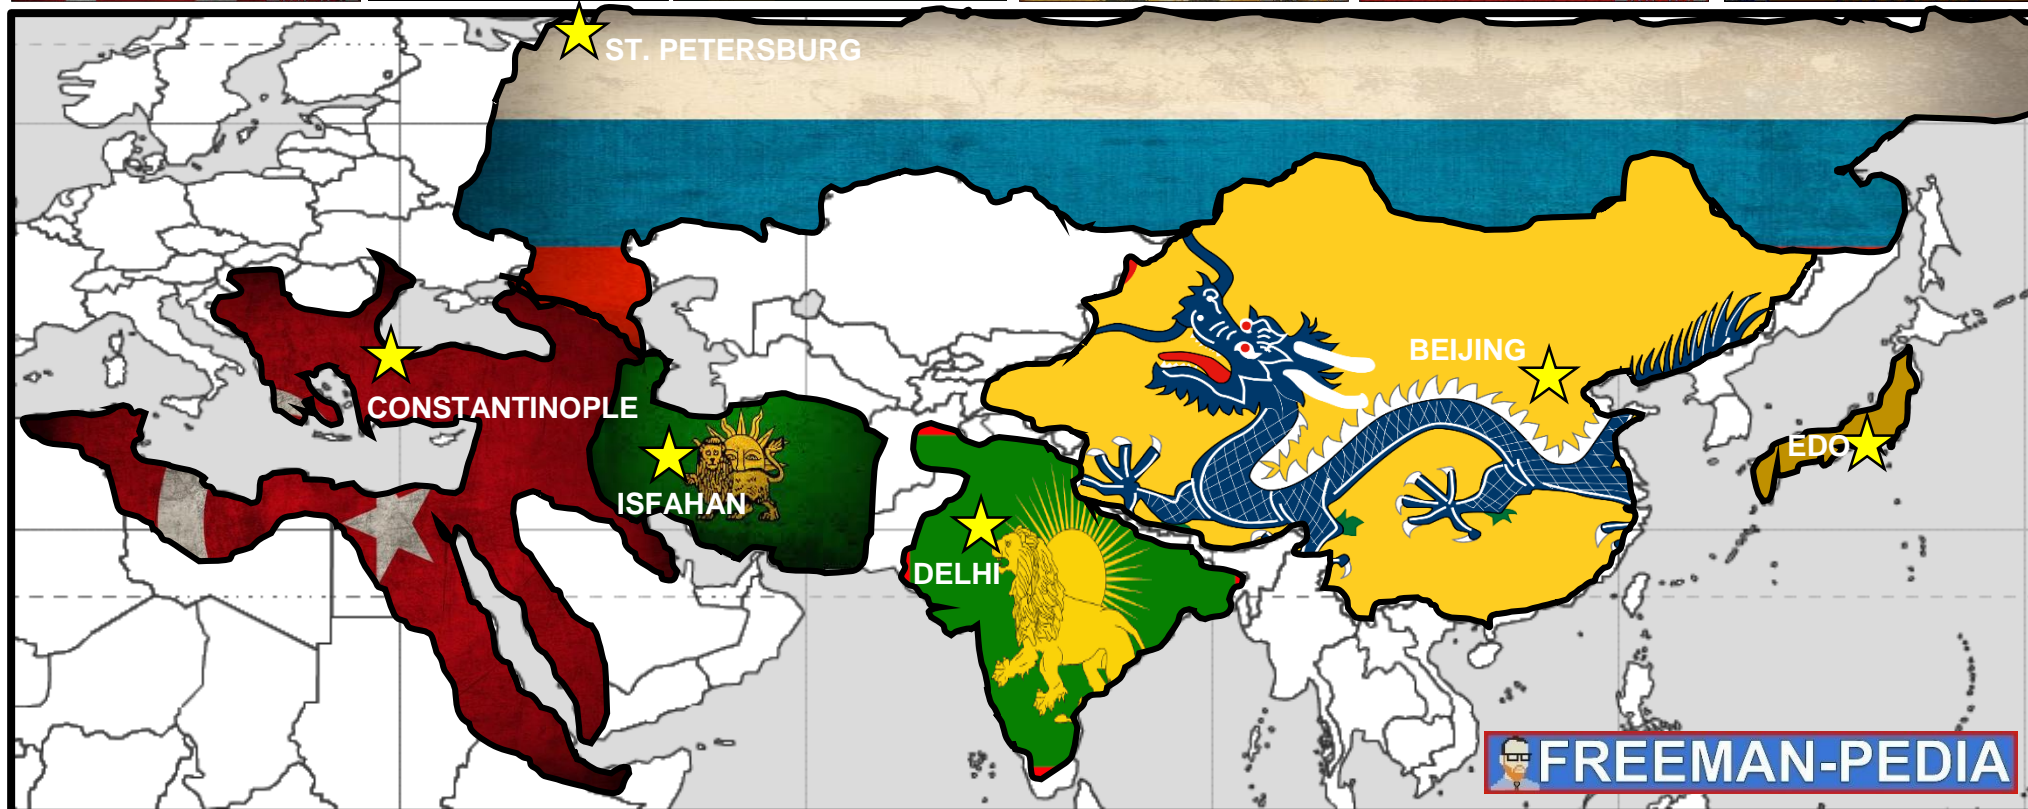 ST. PETERSBURG
BEIJING
CONSTANTINOPLE
EDO
ISFAHAN
DELHI
FREEMAN-PEDIA